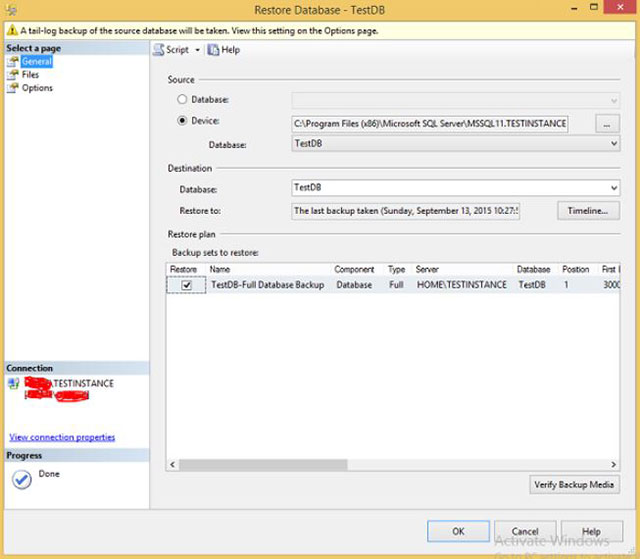 Restore Database - TestDB
A tail-log backup of the source database will be taken. View this setting on the Options page.
Select a page
General
Files
Options
Script
Help
Source
Database:
Device:
C:\Program Files (x86)\Microsoft SQL Server\MSSQL11.TESTINSTANCE
...
Database:
TestDB
Destination
Database:
TestDB
Restore to:
The last backup taken (Sunday, September 13, 2015 10:27:
Timeline...
Restore plan
Backup sets to restore:
Restore Name Component Type Server Database Position First
TestDB-Full Database Backup Database Full HOME\TESTINSTANCE TestDB 1 3000
Connection
.TESTINSTANCE
View connection properties
Progress
Done
Verify Backup Media
OK
Cancel
Help
Activate Windows